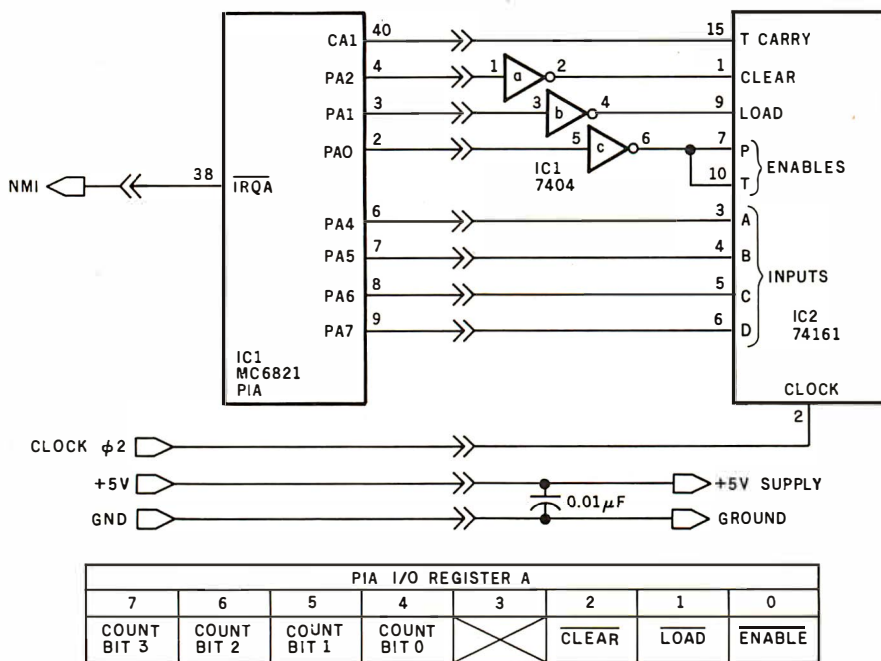 CA1 40 15 T CARRY
PA2 4 1 a 2 1 CLEAR
PA1 3 3 b 4 9 LOAD
PA0 2 5 c 6 7 P
IC1
7404
10 T
ENABLES
NMI 38 IRQA
PA4 6 3 A
PA5 7 4 B
PA6 8 5 C
PA7 9 6 D
INPUTS
IC1
MC6821
PIA
IC2
74161
CLOCK
2
CLOCK ϕ2
+5V +5V SUPPLY
0.01μF
GND GROUND
PIA I/O REGISTER A
7 6 5 4 3 2 1 0
COUNT BIT 3 COUNT BIT 2 COUNT BIT 1 COUNT BIT 0 CLEAR LOAD ENABLE